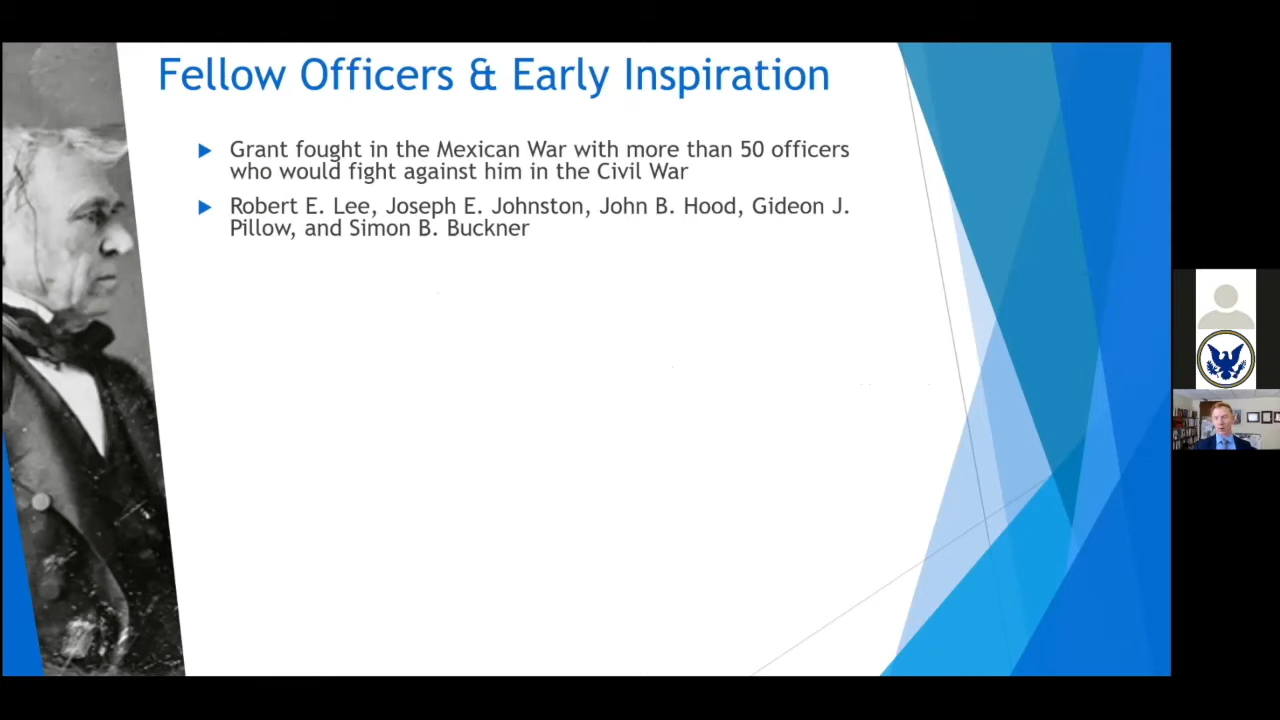 Fellow Officers & Early Inspiration
Grant fought in the Mexican War with more than 50 officers
who would fight against him in the Civil War
Robert E. Lee, Joseph E. Johnston, John B. Hood, Gideon J.
Pillow, and Simon B. Buckner